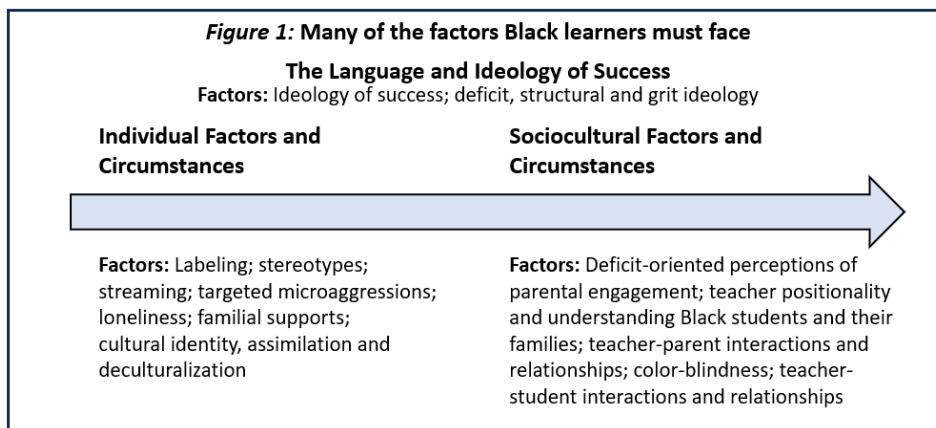 Figure 1: Many of the factors Black learners must face
The Language and Ideology of Success
Factors: Ideology of success; deficit, structural and grit ideology
Individual Factors and
Circumstances
Sociocultural Factors and
Circumstances
Factors: Labeling; stereotypes;
streaming; targeted microaggressions;
loneliness; familial supports;
cultural identity, assimilation and
deculturalization
Factors: Deficit-oriented perceptions of
parental engagement; teacher positionality
and understanding Black students and their
families; teacher-parent interactions and
relationships; color-blindness; teacher-
student interactions and relationships